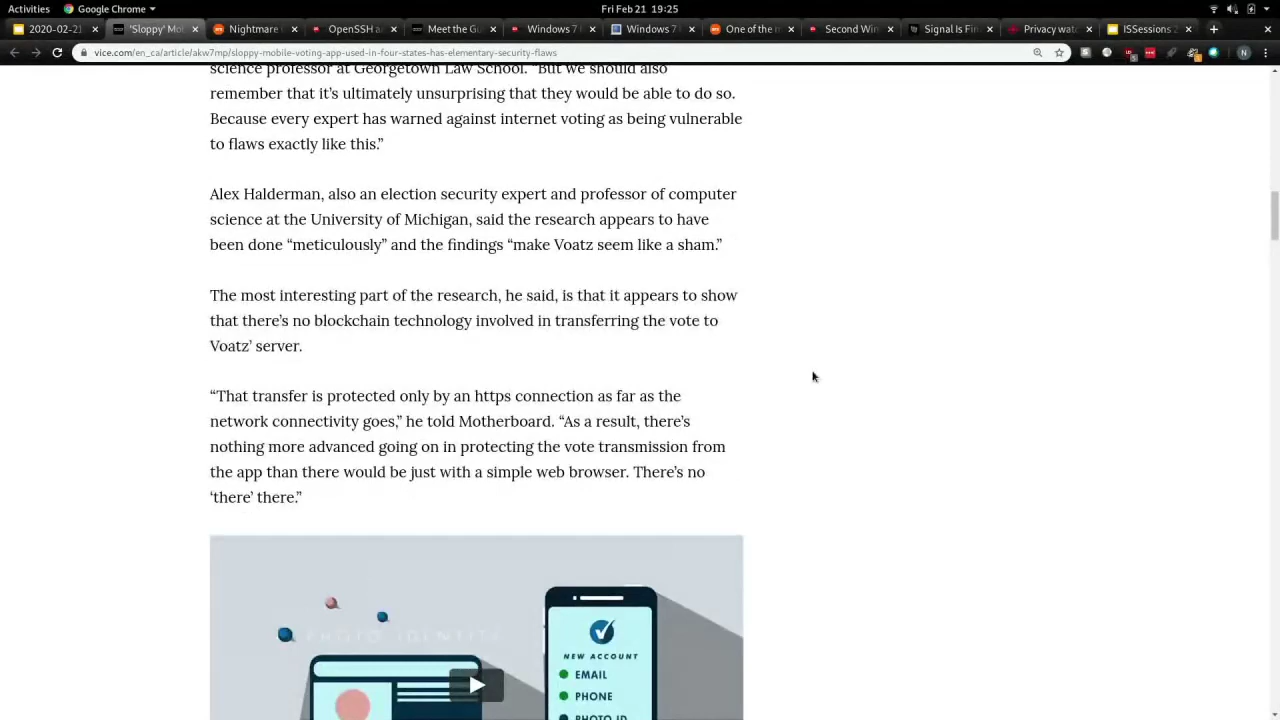 Activities
Google Chrome
Fri Feb 21 19:25
2020-02-21
'Sloppy' Mo
Nightmare
OpenSSH a
Meet the Gu
Windows 7
Windows 7
One of the m
Second Win
Signal Is Fin
Privacy wat
ISSessions 2
vice.com/en_ca/article/akw7mp/sloppy-mobile-voting-app-used-in-four-states-has-elementary-security-flaws
science professor at Georgetown Law School. “But we should also
remember that it’s ultimately unsurprising that they would be able to do so.
Because every expert has warned against internet voting as being vulnerable
to flaws exactly like this.”
Alex Halderman, also an election security expert and professor of computer
science at the University of Michigan, said the research appears to have
been done “meticulously” and the findings “make Voatz seem like a sham.”
The most interesting part of the research, he said, is that it appears to show
that there’s no blockchain technology involved in transferring the vote to
Voatz’ server.
“That transfer is protected only by an https connection as far as the
network connectivity goes,” he told Motherboard. “As a result, there’s
nothing more advanced going on in protecting the vote transmission from
the app than there would be just with a simple web browser. There’s no
‘there’ there.”
PHOTO IDENTITY
NEW ACCOUNT
EMAIL
PHONE
PHOTO ID